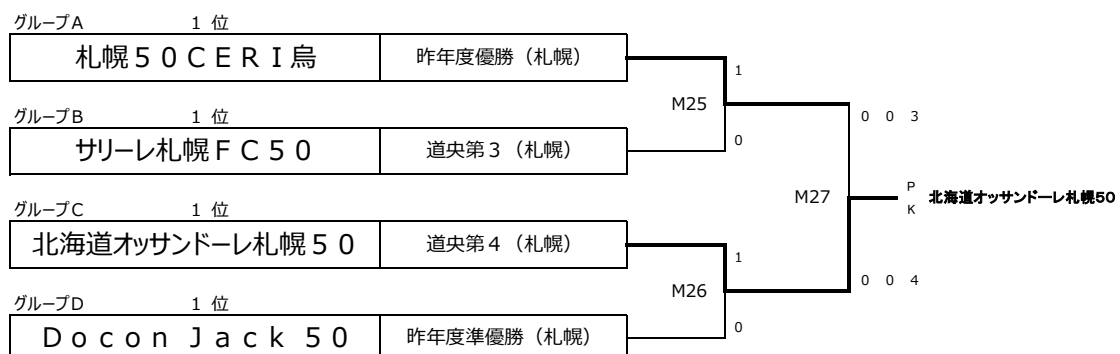 グループA 1 位
札幌50CERI烏 昨年度優勝（札幌）
1
M25
グループB 1 位
0 0 3
サリーレ札幌FC50 道央第3（札幌）
0
M27
P
K
北海道オッサンドーレ札幌50
グループC 1 位
北海道オッサンドーレ札幌50 道央第4（札幌）
1
M26
0 0 4
グループD 1 位
Docon Jack 50 昨年度準優勝（札幌）
0